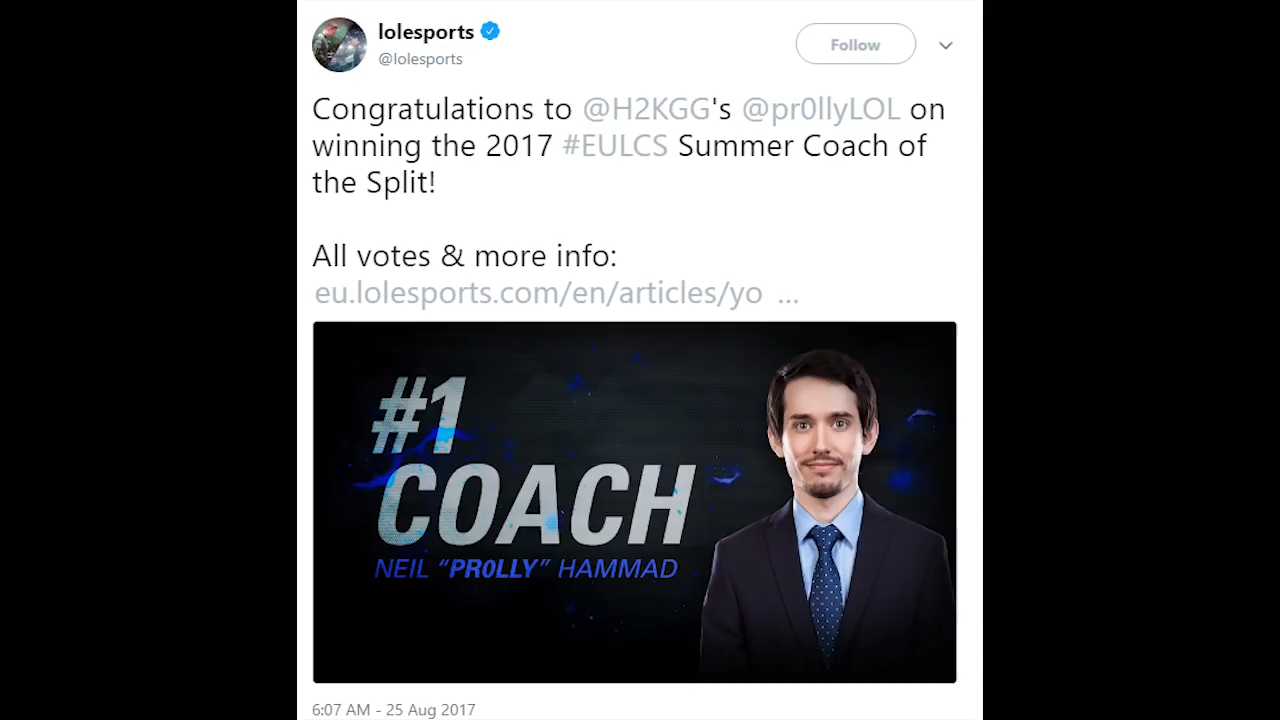 lolesports
@lolesports
Follow
Congratulations to @H2KGG's @pr0llyLOL on
winning the 2017 #EULCS Summer Coach of
the Split!
All votes & more info:
eu.lolesports.com/en/articles/yo ...
#1
COACH
NEIL “PR0LLY” HAMMAD
6:07 AM - 25 Aug 2017